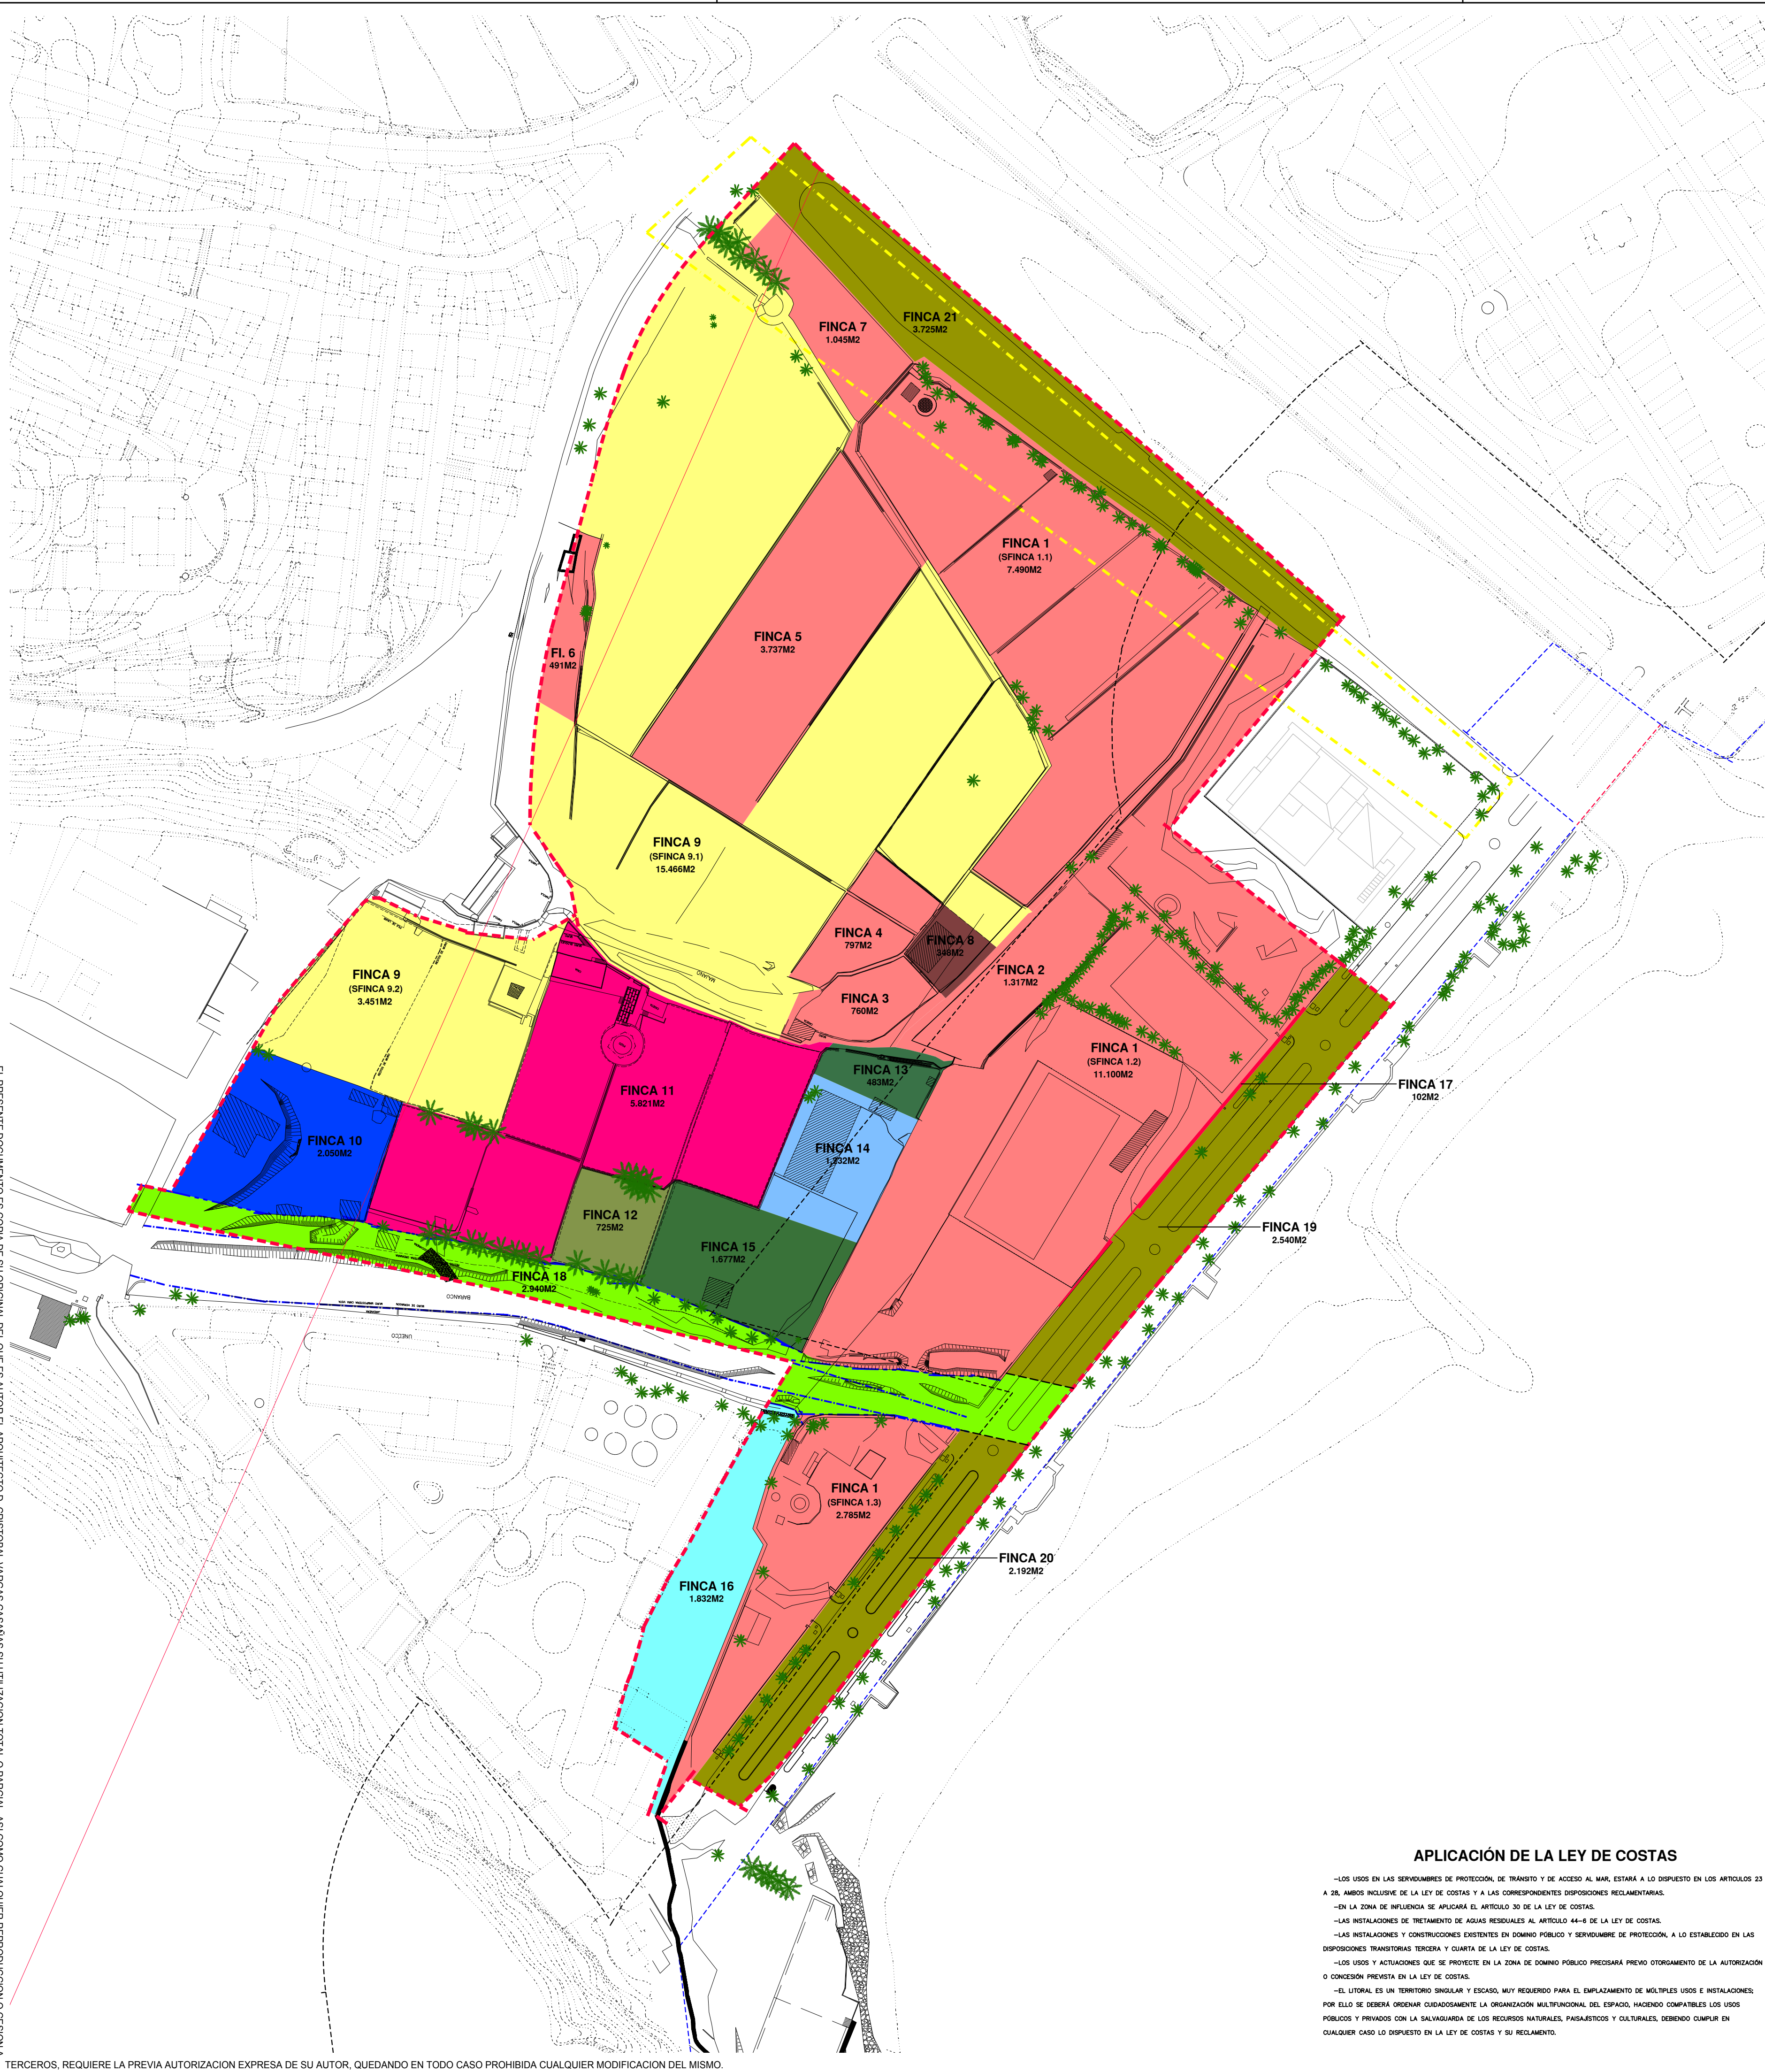 FINCA 7
1.045M2
FINCA 21
3.725M2
FINCA 1
(SFINCA 1.1)
7.490M2
FINCA 5
3.737M2
FI. 6
491M2
FINCA 9
(SFINCA 9.1)
15.466M2
FINCA 4
797M2
FINCA 8
348M2
FINCA 2
1.317M2
FINCA 9
(SFINCA 9.2)
3.451M2
MAJANO
FINCA 3
760M2
FINCA 1
(SFINCA 1.2)
11.100M2
FINCA 13
483M2
FINCA 17
102M2
FINCA 11
5.821M2
FINCA 10
2.050M2
FINCA 14
FINCA 12
725M2
FINCA 19
2.540M2
FINCA 15
1.677M2
FINCA 18
2.940M2
BARANCO
UNELCO
FINCA 1
(SFINCA 1.3)
2.785M2
FINCA 20
2.192M2
FINCA 16
1.832M2
APLICACIÓN DE LA LEY DE COSTAS
–LOS USOS EN LAS SERVIDUMBRES DE PROTECCIÓN, DE TRÁNSITO Y DE ACCESO AL MAR, ESTARÁ A LO DISPUESTO EN LOS ARTICULOS 23
A 28, AMBOS INCLUSIVE DE LA LEY DE COSTAS Y A LAS CORRESPONDIENTES DISPOSICIONES RECLAMENTARIAS.
–EN LA ZONA DE INFLUENCIA SE APLICARÁ EL ARTÍCULO 30 DE LA LEY DE COSTAS.
–LAS INSTALACIONES DE TRETAMIENTO DE AGUAS RESIDUALES AL ARTÍCULO 44–6 DE LA LEY DE COSTAS.
–LAS INSTALACIONES Y CONSTRUCCIONES EXISTENTES EN DOMINIO PÚBLICO Y SERVIDUMBRE DE PROTECCIÓN, A LO ESTABLECIDO EN LAS
DISPOSICIONES TRANSITORIAS TERCERA Y CUARTA DE LA LEY DE COSTAS.
–LOS USOS Y ACTUACIONES QUE SE PROYECTE EN LA ZONA DE DOMINIO PÚBLICO PRECISARÁ PREVIO OTORGAMIENTO DE LA AUTORIZACIÓN
O CONCESIÓN PREVISTA EN LA LEY DE COSTAS.
–EL LITORAL ES UN TERRITORIO SINGULAR Y ESCASO, MUY REQUERIDO PARA EL EMPLAZAMIENTO DE MÚLTIPLES USOS E INSTALACIONES;
POR ELLO SE DEBERÁ ORDENAR CUIDADOSAMENTE LA ORGANIZACIÓN MULTIFUNCIONAL DEL ESPACIO, HACIENDO COMPATIBLES LOS USOS
PÚBLICOS Y PRIVADOS CON LA SALVAGUARDA DE LOS RECURSOS NATURALES, PAISAJÍSTICOS Y CULTURALES, DEBIENDO CUMPLIR EN
CUALQUIER CASO LO DISPUESTO EN LA LEY DE COSTAS Y SU RECLAMENTO.
TERCEROS, REQUIERE LA PREVIA AUTORIZACION EXPRESA DE SU AUTOR, QUEDANDO EN TODO CASO PROHIBIDA CUALQUIER MODIFICACION DEL MISMO.